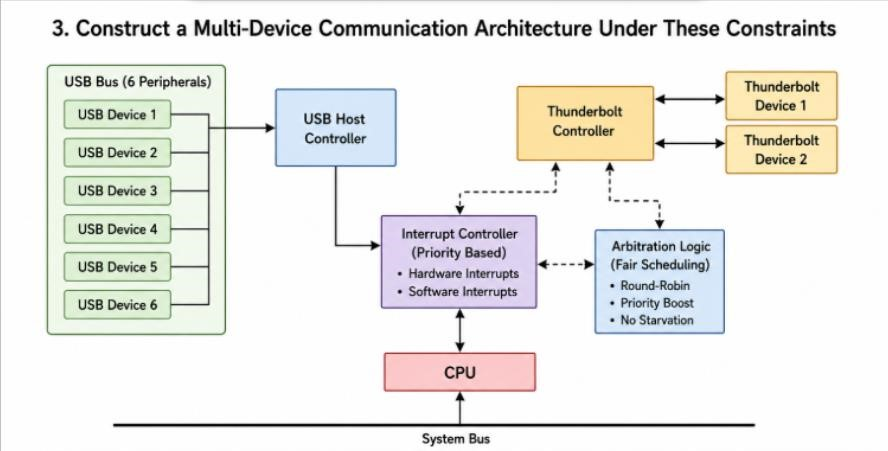 3. Construct a Multi-Device Communication Architecture Under These Constraints
USB Bus (6 Peripherals)
USB Device 1
USB Device 2
USB Device 3
USB Device 4
USB Device 5
USB Device 6
USB Host
Controller
Thunderbolt
Controller
Thunderbolt
Device 1
Thunderbolt
Device 2
Interrupt Controller
(Priority Based)
• Hardware Interrupts
• Software Interrupts
Arbitration Logic
(Fair Scheduling)
• Round-Robin
• Priority Boost
• No Starvation
CPU
System Bus